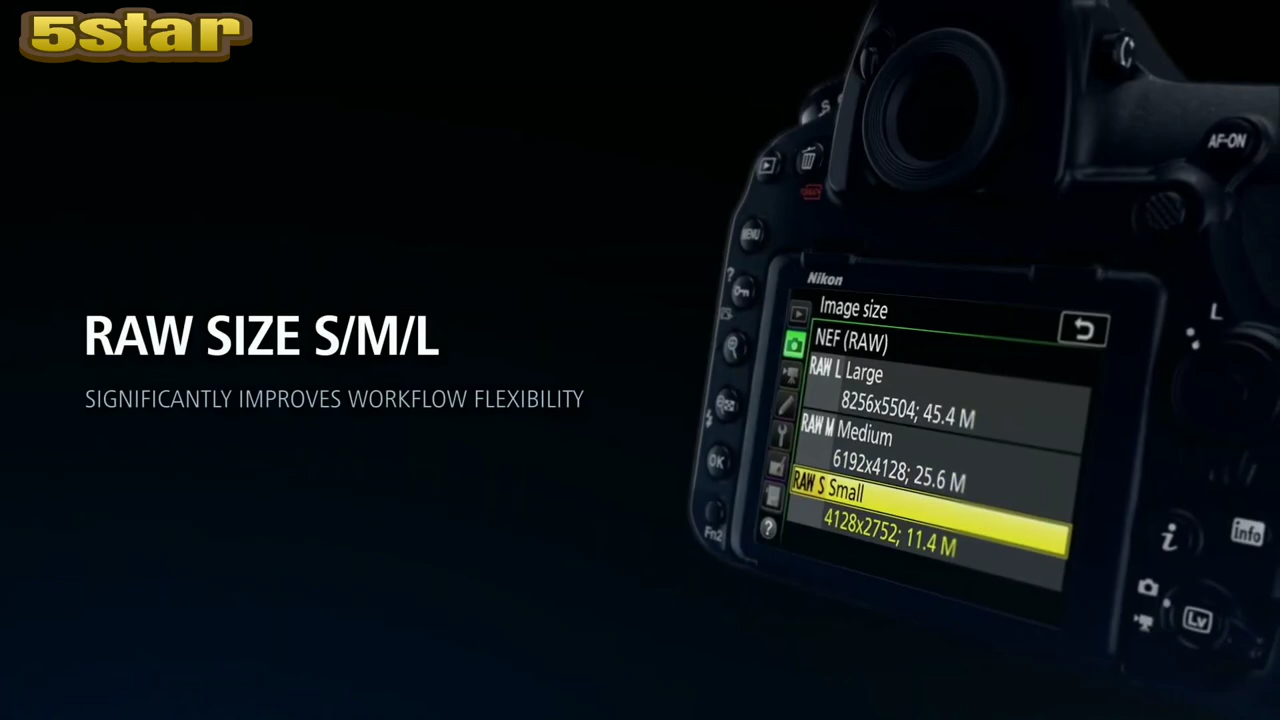 5star
RAW SIZE S/M/L
SIGNIFICANTLY IMPROVES WORKFLOW FLEXIBILITY
S
C
AF-ON
MENU
?
Nikon
Image size
NEF (RAW)
RAW L Large
8256x5504; 45.4 M
RAW M Medium
6192x4128; 25.6 M
RAW S Small
4128x2752; 11.4 M
?
OK
Fn2
L
i
info
Lv